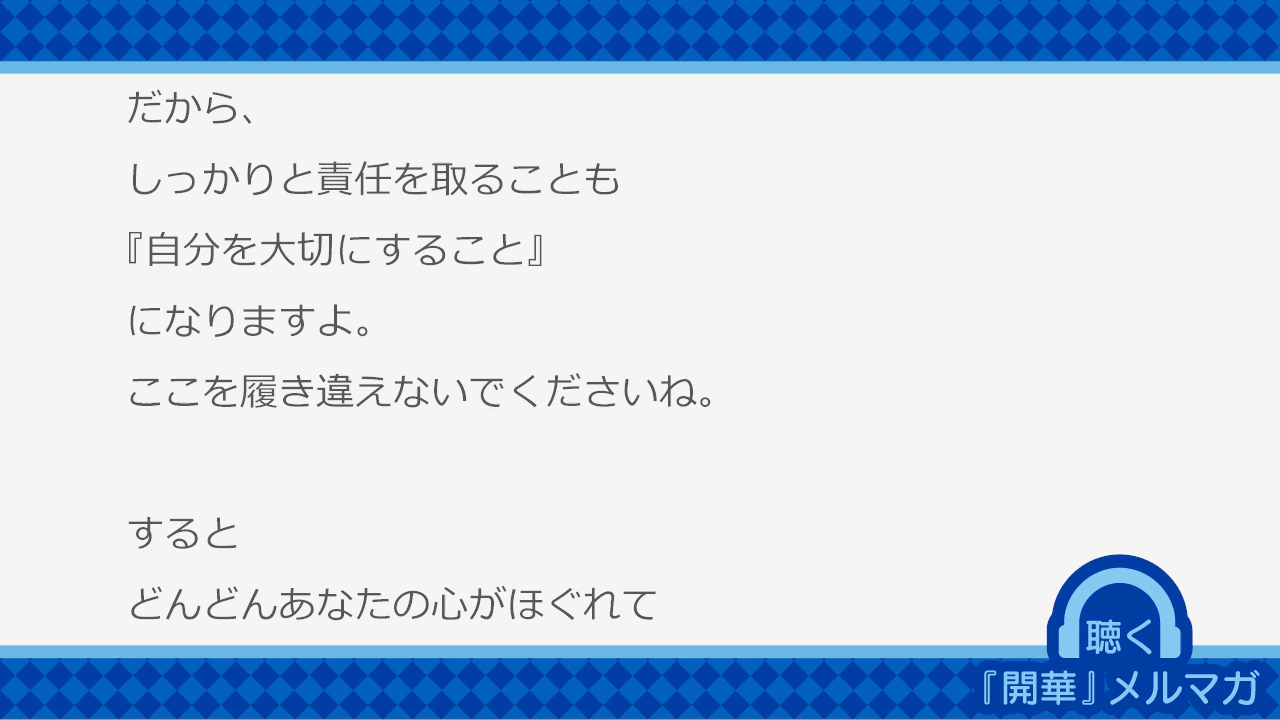 だから、
しっかりと責任を取ることも
『自分を大切にすること』
になりますよ。
ここを履き違えないでくださいね。
すると
どんどんあなたの心がほぐれて
聴く
『開華』メルマガ